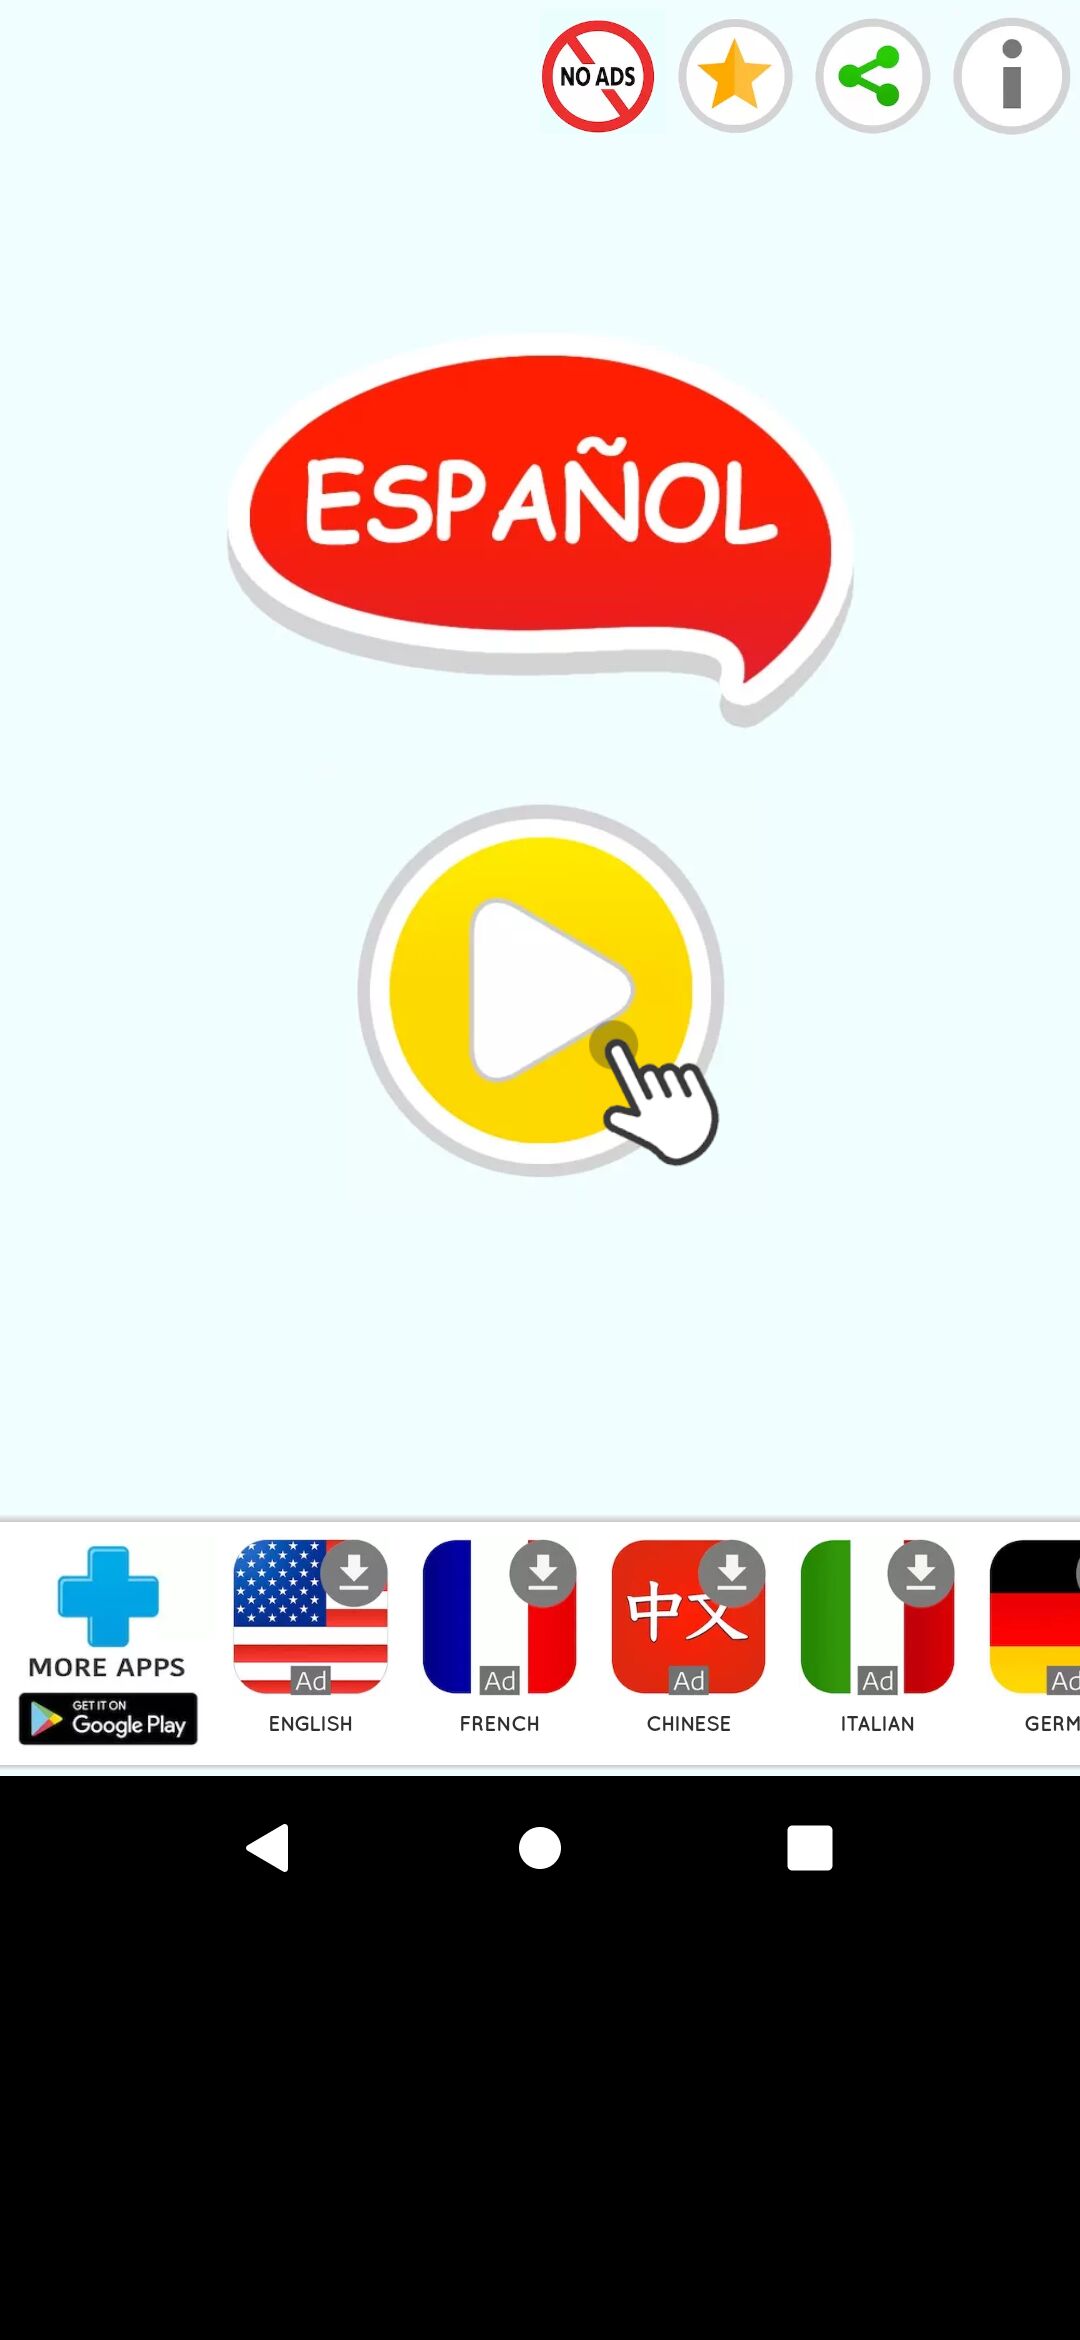 NO ADS
ESPAÑOL
MORE APPS
GET IT ON
Google Play
Ad
ENGLISH
Ad
FRENCH
中文
Ad
CHINESE
Ad
ITALIAN
Ad
GERM